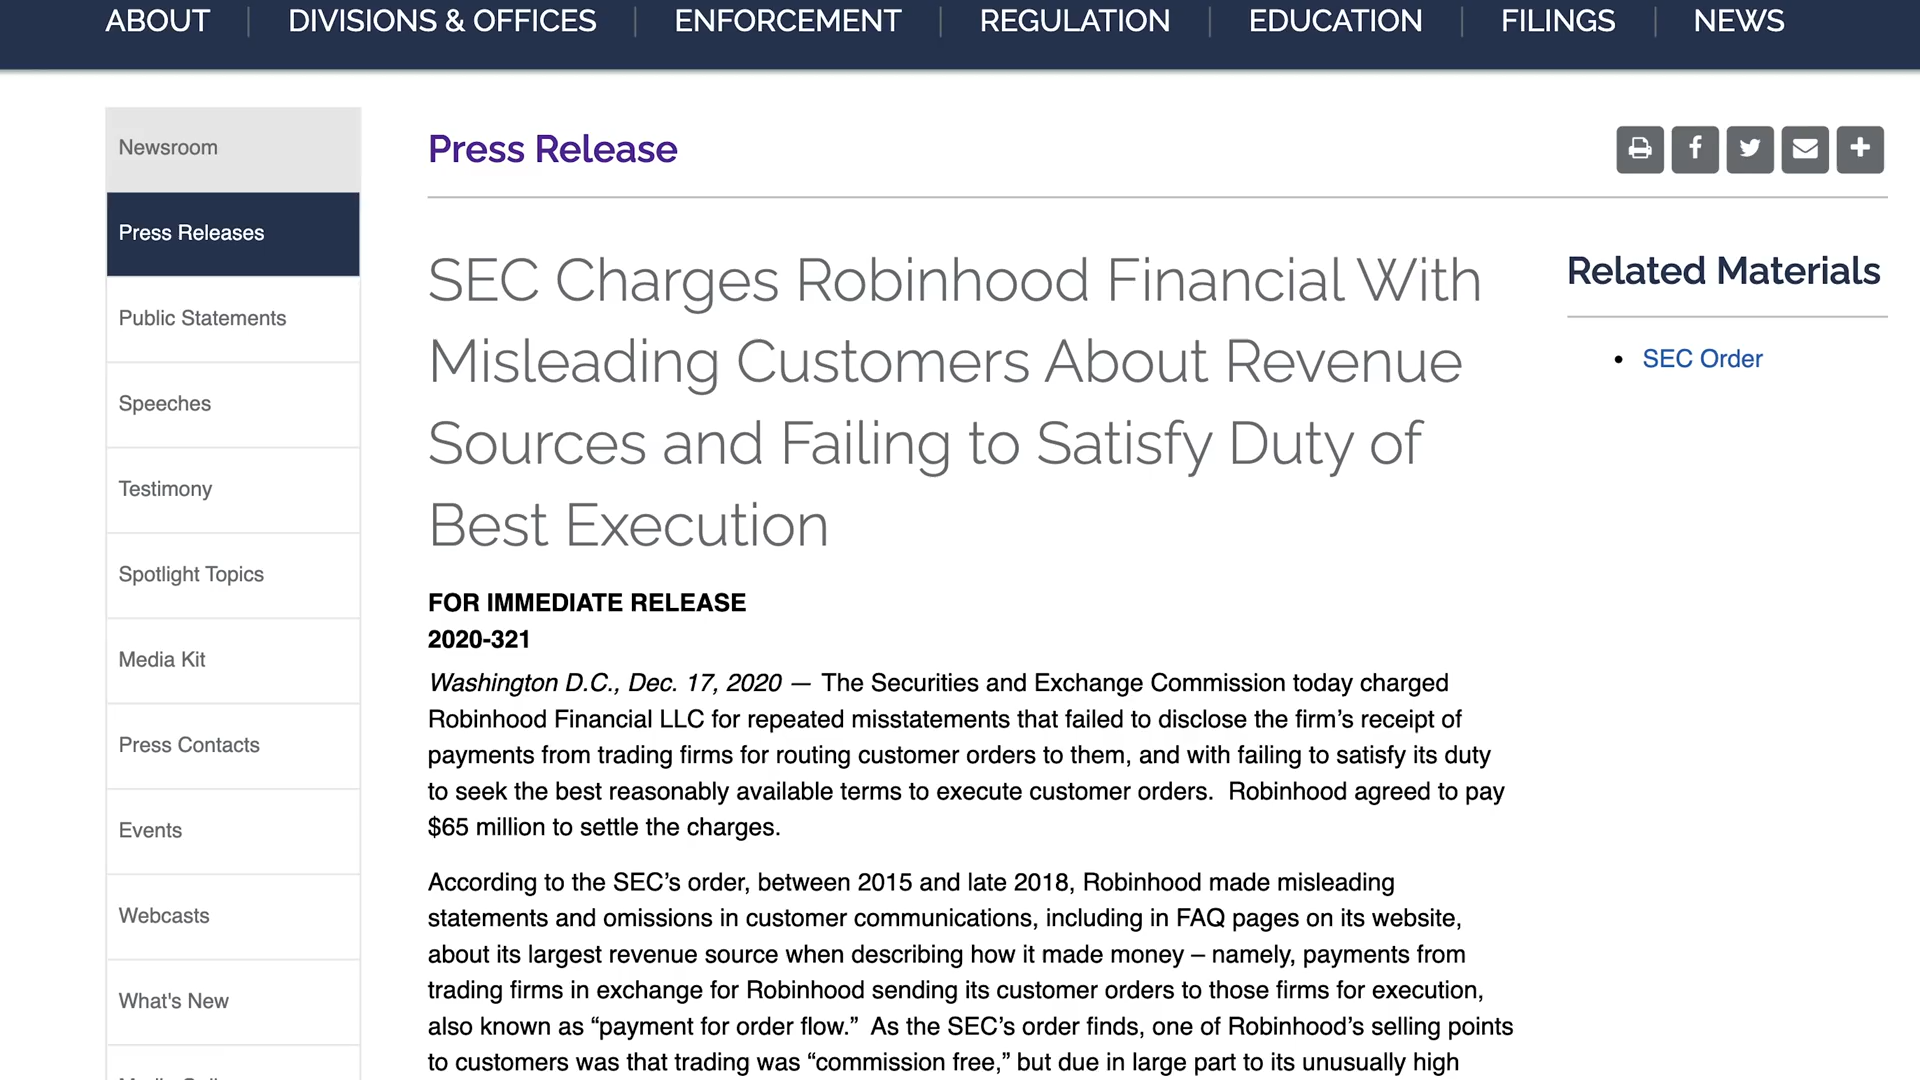 ABOUT | DIVISIONS & OFFICES | ENFORCEMENT | REGULATION | EDUCATION | FILINGS | NEWS
Newsroom
Press Releases
Public Statements
Speeches
Testimony
Spotlight Topics
Media Kit
Press Contacts
Events
Webcasts
What's New
Press Release
SEC Charges Robinhood Financial With
Misleading Customers About Revenue
Sources and Failing to Satisfy Duty of
Best Execution
FOR IMMEDIATE RELEASE
2020-321
Washington D.C., Dec. 17, 2020 — The Securities and Exchange Commission today charged
Robinhood Financial LLC for repeated misstatements that failed to disclose the firm’s receipt of
payments from trading firms for routing customer orders to them, and with failing to satisfy its duty
to seek the best reasonably available terms to execute customer orders.  Robinhood agreed to pay
$65 million to settle the charges.
According to the SEC’s order, between 2015 and late 2018, Robinhood made misleading
statements and omissions in customer communications, including in FAQ pages on its website,
about its largest revenue source when describing how it made money – namely, payments from
trading firms in exchange for Robinhood sending its customer orders to those firms for execution,
also known as “payment for order flow.”  As the SEC’s order finds, one of Robinhood’s selling points
to customers was that trading was “commission free,” but due in large part to its unusually high
Related Materials
• SEC Order